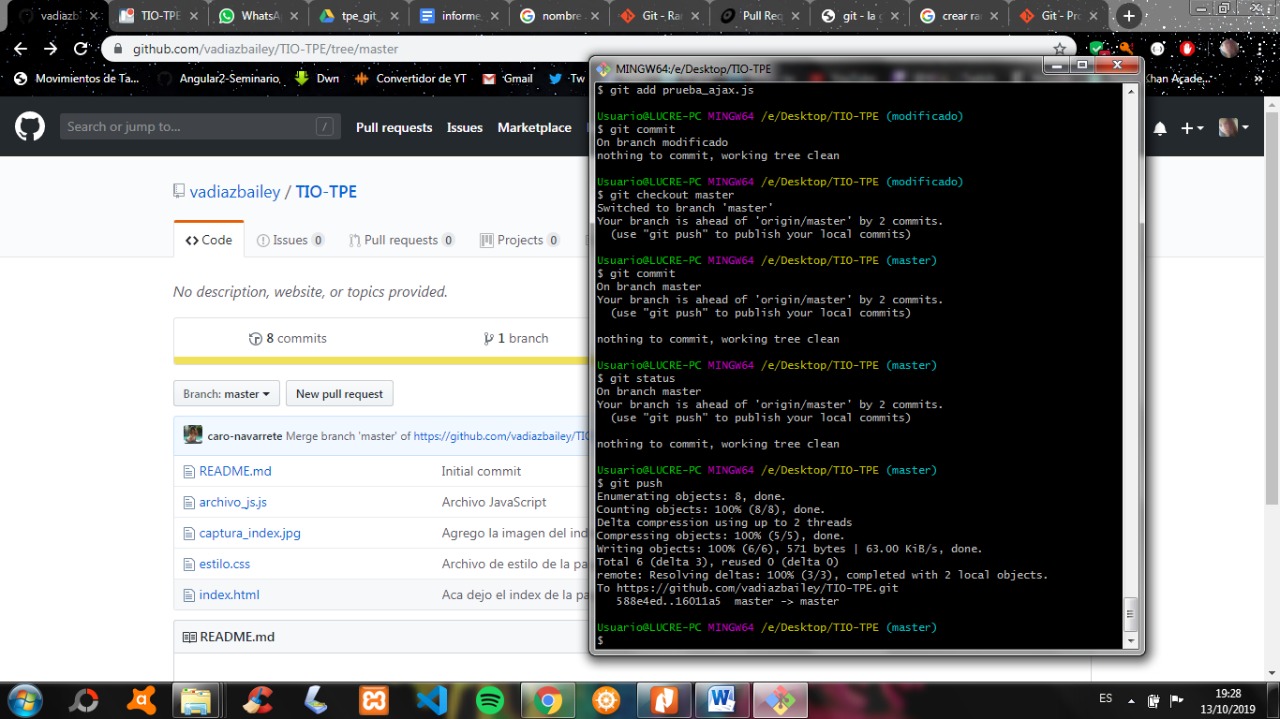 vadiazb
TIO-TPE
WhatsA
tpe_git_
informe_
nombre
Git - Ra
Pull Req
git - la
crear ra
Git - Pr
github.com/vadiazbailey/TIO-TPE/tree/master
Movimientos de Ta...
Angular2-Seminario,
Dwn
Convertidor de YT
Gmail
Tw
Khan Acade...
Search or jump to...
/
Pull requests
Issues
Marketplace
vadiazbailey / TIO-TPE
Code
Issues 0
Pull requests 0
Projects 0
No description, website, or topics provided.
8 commits
1 branch
Branch: master
New pull request
caro-navarrete Merge branch 'master' of https://github.com/vadiazbailey/TIO
README.md Initial commit
archivo_js.js Archivo JavaScript
captura_index.jpg Agrego la imagen del ind
estilo.css Archivo de estilo de la pa
index.html Aca dejo el index de la pa
README.md
MINGW64:/e/Desktop/TIO-TPE
$ git add prueba_ajax.js
Usuario@LUCRE-PC MINGW64 /e/Desktop/TIO-TPE (modificado)
$ git commit
On branch modificado
nothing to commit, working tree clean
Usuario@LUCRE-PC MINGW64 /e/Desktop/TIO-TPE (modificado)
$ git checkout master
Switched to branch 'master'
Your branch is ahead of 'origin/master' by 2 commits.
(use "git push" to publish your local commits)
Usuario@LUCRE-PC MINGW64 /e/Desktop/TIO-TPE (master)
$ git commit
On branch master
Your branch is ahead of 'origin/master' by 2 commits.
(use "git push" to publish your local commits)
nothing to commit, working tree clean
Usuario@LUCRE-PC MINGW64 /e/Desktop/TIO-TPE (master)
$ git status
On branch master
Your branch is ahead of 'origin/master' by 2 commits.
(use "git push" to publish your local commits)
nothing to commit, working tree clean
Usuario@LUCRE-PC MINGW64 /e/Desktop/TIO-TPE (master)
$ git push
Enumerating objects: 8, done.
Counting objects: 100% (8/8), done.
Delta compression using up to 2 threads
Compressing objects: 100% (5/5), done.
Writing objects: 100% (6/6), 571 bytes | 63.00 KiB/s, done.
Total 6 (delta 3), reused 0 (delta 0)
remote: Resolving deltas: 100% (3/3), completed with 2 local objects.
To https://github.com/vadiazbailey/TIO-TPE.git
588e4ed..16011a5 master -> master
Usuario@LUCRE-PC MINGW64 /e/Desktop/TIO-TPE (master)
$
ES
19:28
13/10/2019